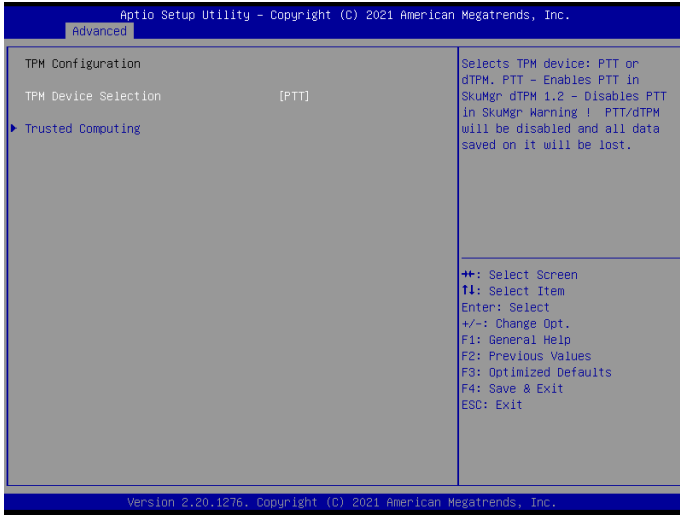 Aptio Setup Utility – Copyright (C) 2021 American Megatrends, Inc.
Advanced
TPM Configuration
TPM Device Selection [PTT]
Trusted Computing
Selects TPM device: PTT or
dTPM. PTT – Enables PTT in
SkuMgr dTPM 1.2 – Disables PTT
in SkuMgr Warning ! PTT/dTPM
will be disabled and all data
saved on it will be lost.
→←: Select Screen
↑↓: Select Item
Enter: Select
+/-: Change Opt.
F1: General Help
F2: Previous Values
F3: Optimized Defaults
F4: Save & Exit
ESC: Exit
Version 2.20.1276. Copyright (C) 2021 American Megatrends, Inc.